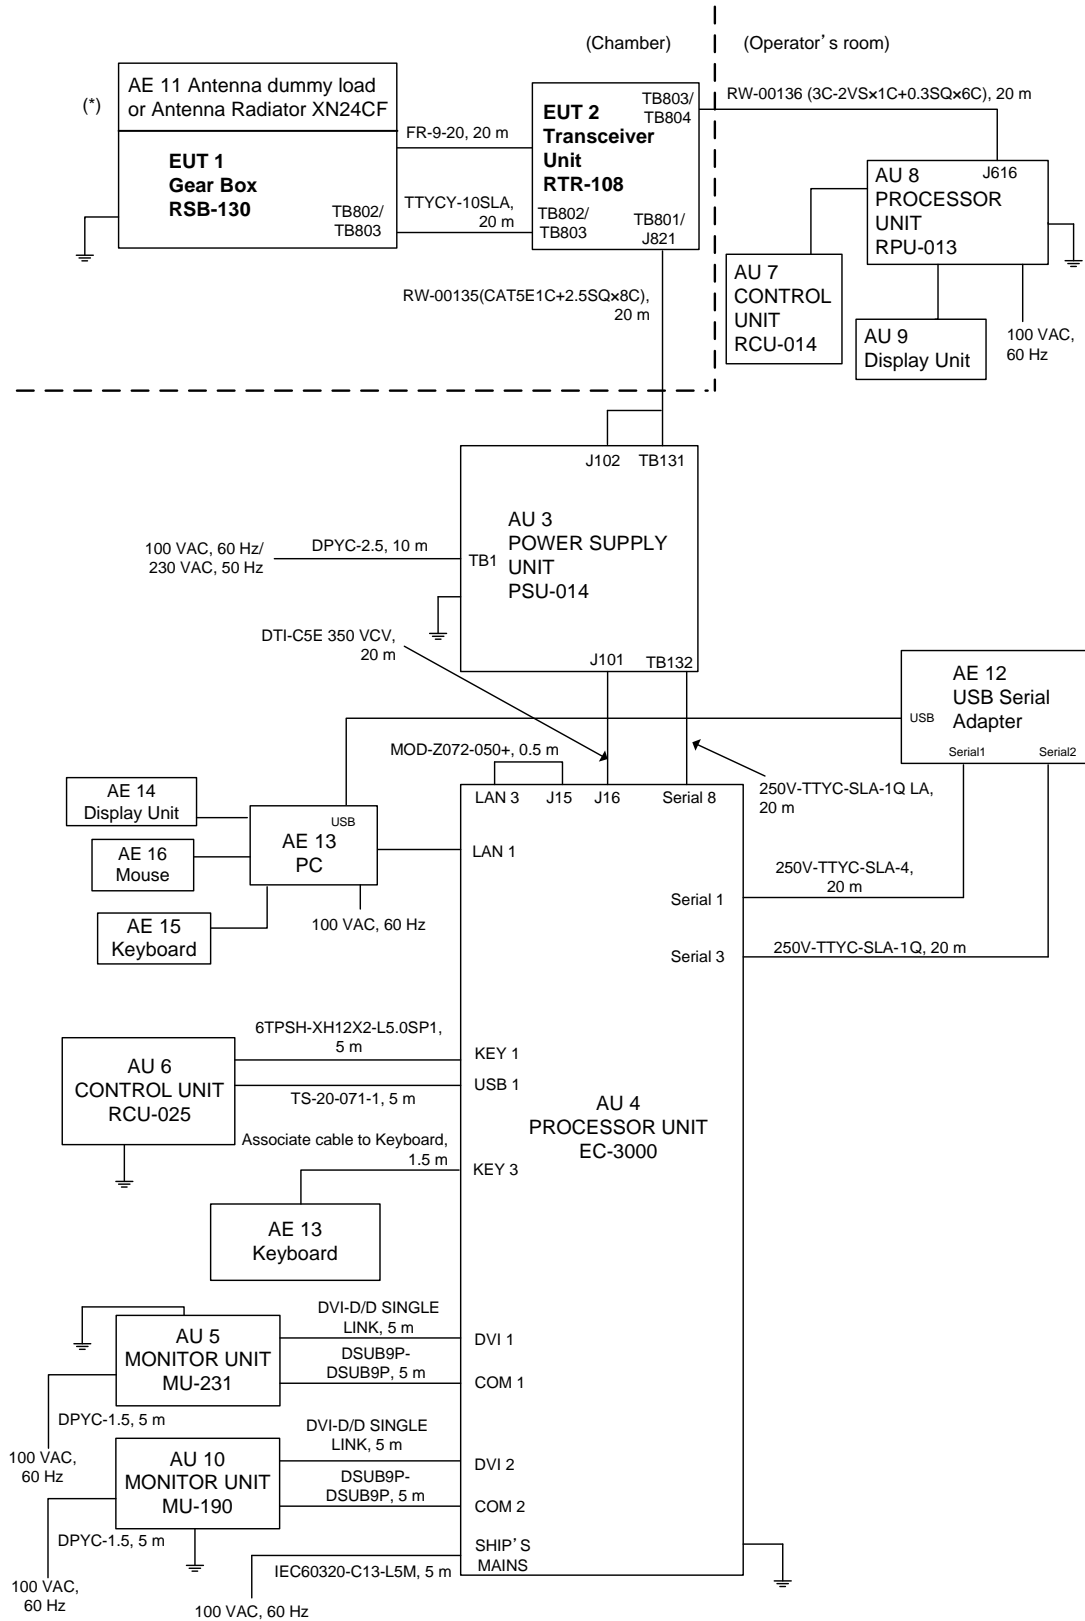 (Chamber)
(Operator's room)
(*)
AE 11 Antenna dummy load
or Antenna Radiator XN24CF
EUT 1
Gear Box
RSB-130
TB802/
TB803
FR-9-20, 20 m
TTYCY-10SLA,
20 m
EUT 2
Transceiver
Unit
RTR-108
TB803/
TB804
TB802/
TB803
TB801/
J821
RW-00136 (3C-2VS×1C+0.3SQ×6C), 20 m
AU 8
PROCESSOR
UNIT
RPU-013
J616
AU 7
CONTROL
UNIT
RCU-014
AU 9
Display Unit
100 VAC,
60 Hz
RW-00135(CAT5E1C+2.5SQ×8C),
20 m
J102
TB131
AU 3
POWER SUPPLY
UNIT
PSU-014
TB1
J101
TB132
100 VAC, 60 Hz/
230 VAC, 50 Hz
DPYC-2.5, 10 m
DTI-C5E 350 VCV,
20 m
AE 12
USB Serial
Adapter
USB
Serial1
Serial2
MOD-Z072-050+, 0.5 m
250V-TTYC-SLA-1Q LA,
20 m
AE 14
Display Unit
AE 16
Mouse
AE 15
Keyboard
USB
AE 13
PC
100 VAC, 60 Hz
LAN 3
J15
J16
Serial 8
LAN 1
Serial 1
Serial 3
250V-TTYC-SLA-4,
20 m
250V-TTYC-SLA-1Q, 20 m
6TPSH-XH12X2-L5.0SP1,
5 m
KEY 1
USB 1
AU 6
CONTROL UNIT
RCU-025
TS-20-071-1, 5 m
AU 4
PROCESSOR UNIT
EC-3000
Associate cable to Keyboard,
1.5 m
KEY 3
AE 13
Keyboard
DVI-D/D SINGLE
LINK, 5 m
DVI 1
AU 5
MONITOR UNIT
MU-231
DSUB9P-
DSUB9P, 5 m
COM 1
DPYC-1.5, 5 m
100 VAC,
60 Hz
DVI-D/D SINGLE
LINK, 5 m
DVI 2
AU 10
MONITOR UNIT
MU-190
DSUB9P-
DSUB9P, 5 m
COM 2
DPYC-1.5, 5 m
100 VAC,
60 Hz
SHIP'S
MAINS
IEC60320-C13-L5M, 5 m
100 VAC, 60 Hz